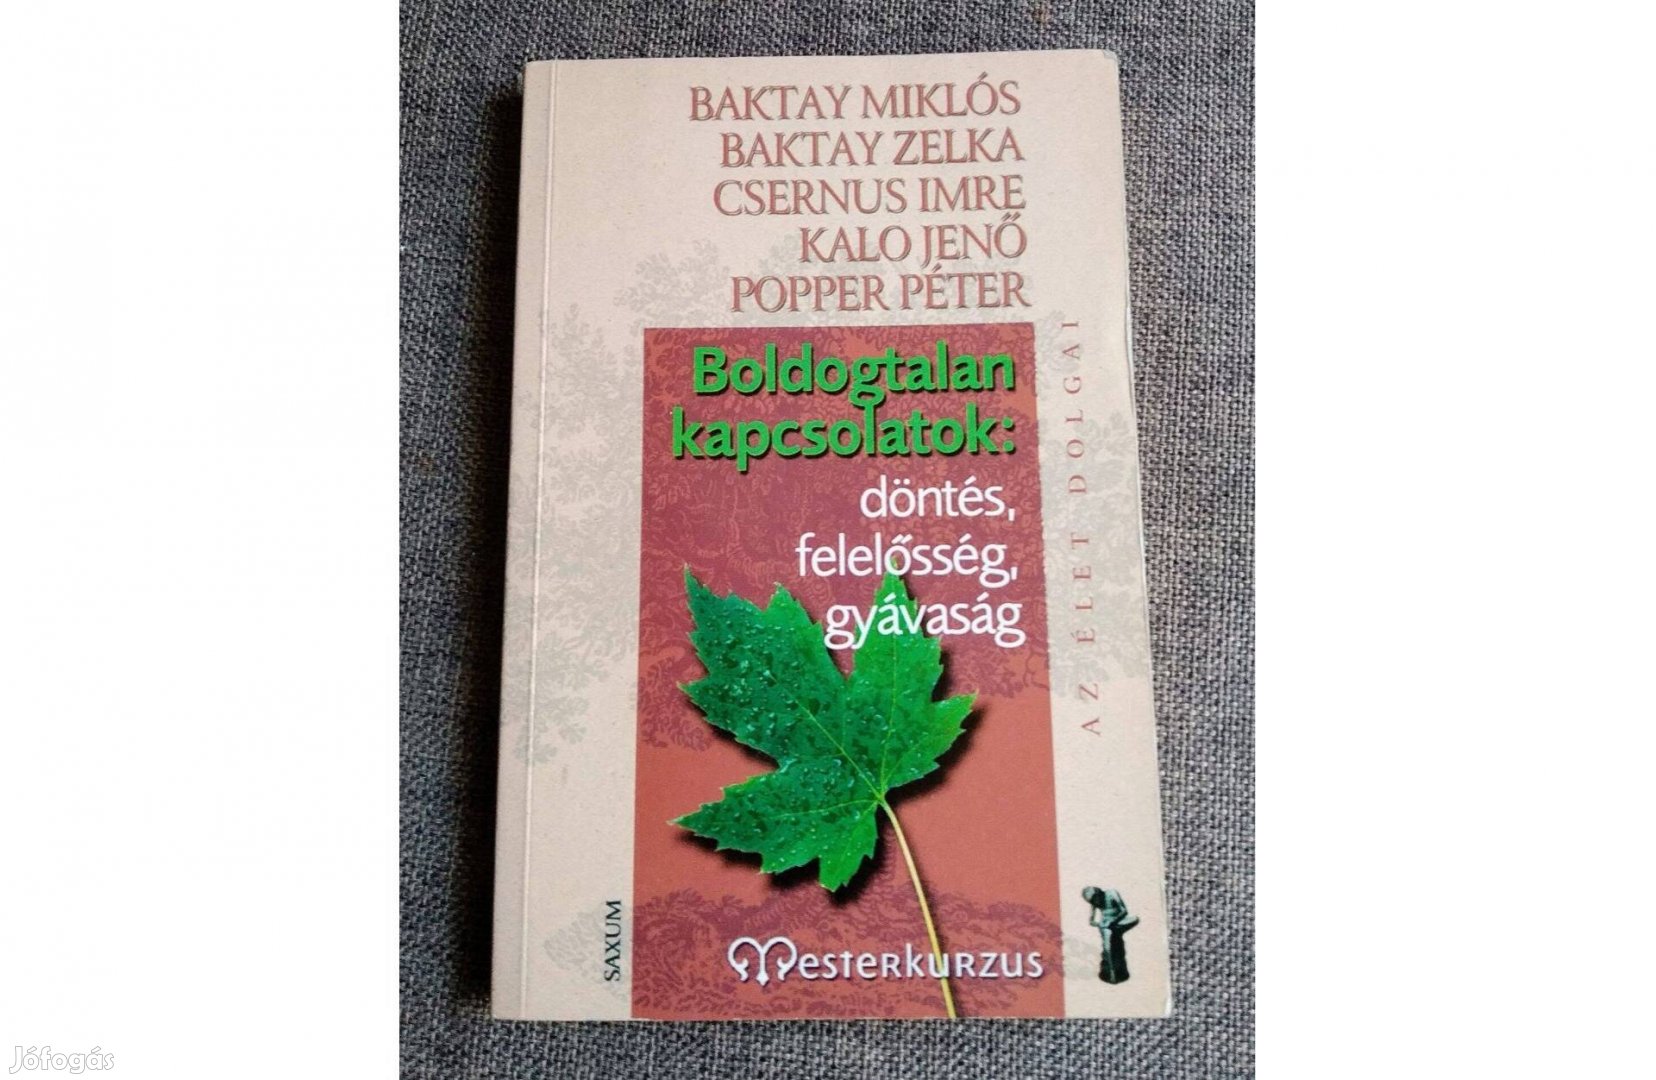 BAKTAY MIKLÓS
BAKTAY ZELKA
CSERNUS IMRE
KALO JENŐ
POPPER PÉTER
Boldogtalan
kapcsolatok:
döntés,
felelősség,
gyávaság
AZ ÉLET DOLGAI
SAXUM
Mesterkurzus
Jófogás